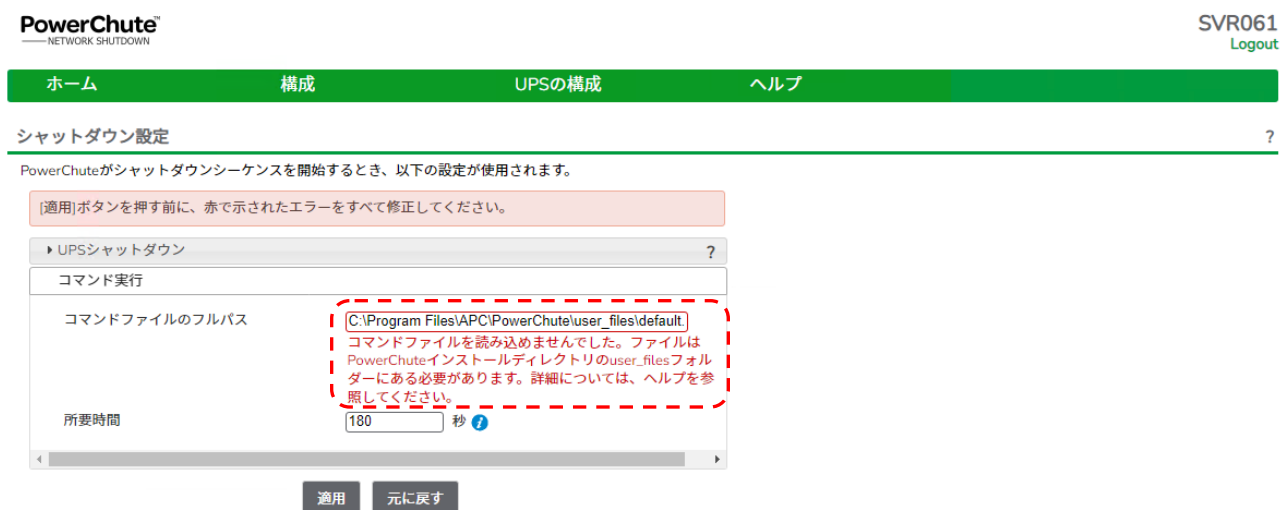 PowerChute™
SVR061
NETWORK SHUTDOWN
Logout
ホーム 構成 UPSの構成 ヘルプ
シャットダウン設定 ?
PowerChuteがシャットダウンシーケンスを開始するとき、以下の設定が使用されます。
[適用]ボタンを押す前に、赤で示されたエラーをすべて修正してください。
UPSシャットダウン ?
コマンド実行
コマンドファイルのフルパス C:\Program Files\APC\PowerChute\user_files\default.
コマンドファイルを読み込めませんでした。ファイルは
PowerChuteインストールディレクトリのuser_filesフォル
ダーにある必要があります。詳細については、ヘルプを参
照してください。
所要時間 180 秒 i
適用 元に戻す